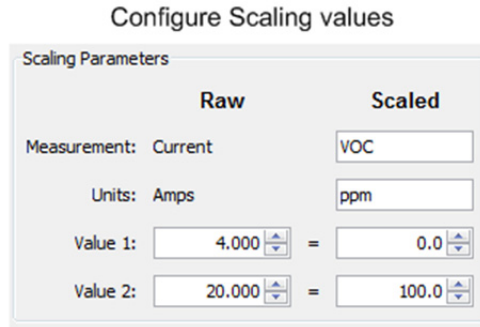 Configure Scaling values
Scaling Parameters
Raw Scaled
Measurement: Current VOC
Units: Amps ppm
Value 1: 4.000 = 0.0
Value 2: 20.000 = 100.0